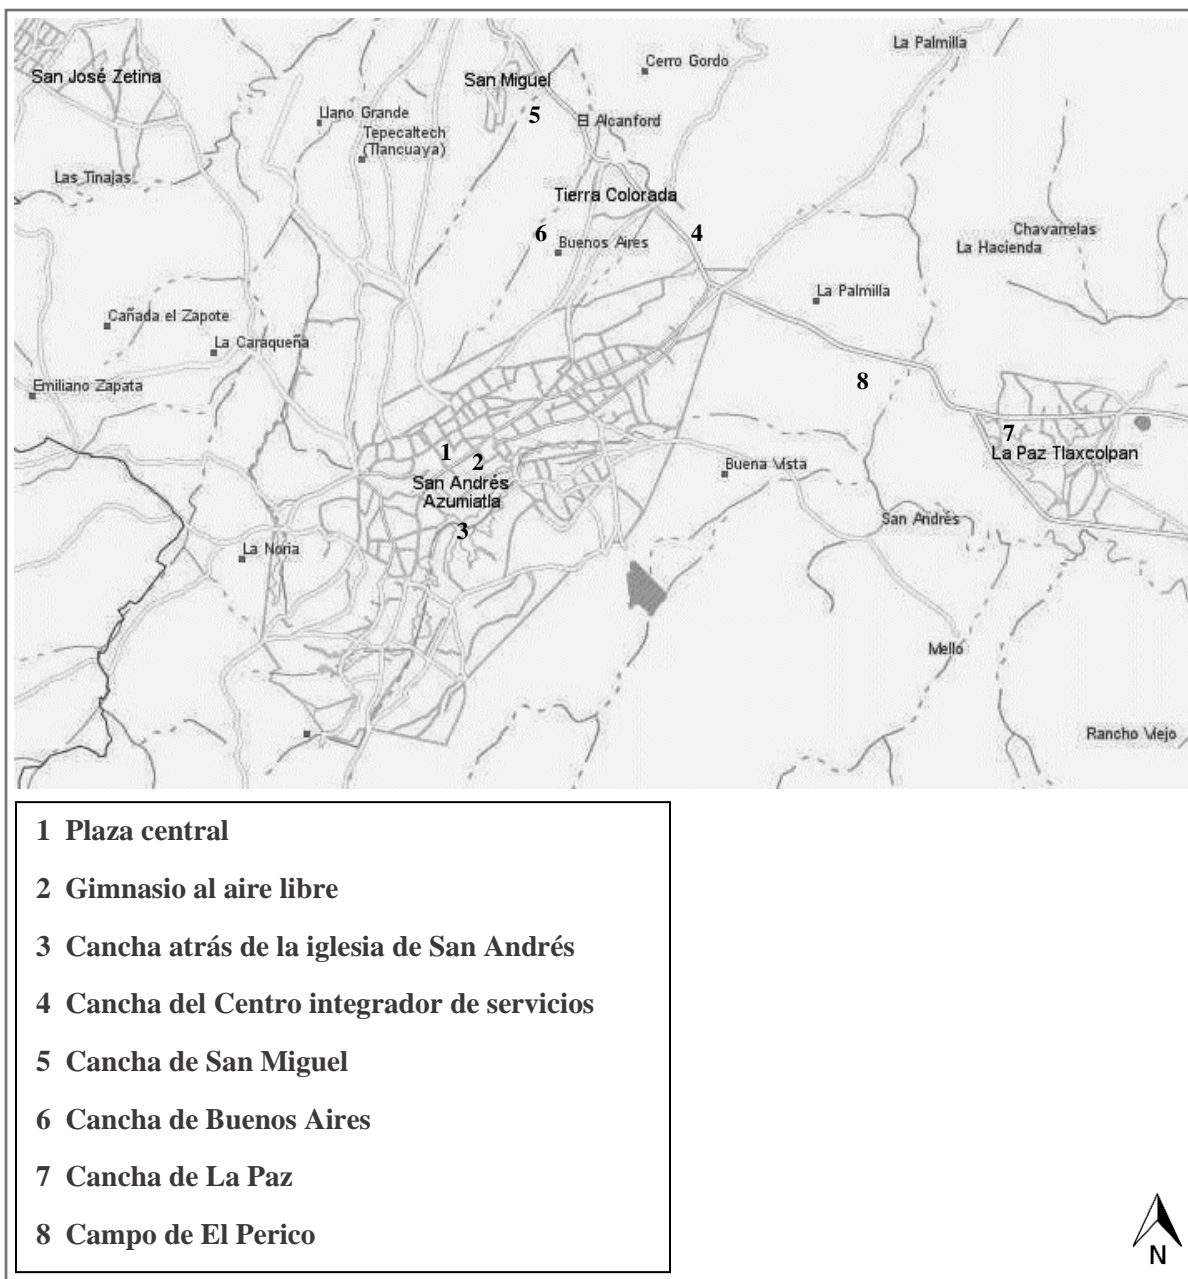 La Palmilla
San José Zetina
San Miguel
Cerro Gordo
5
Llano Grande
El Alcanford
Tepecaltech
(Tlancuaya)
Las Tinajas
Tierra Colorada
4
6
Buenos Aires
Chavarrelas
La Hacienda
La Palmilla
Cañada el Zapote
La Caraqueña
Emiliano Zapata
8
7
1
2
La Paz Tlaxcolpan
Buena Vista
San Andrés
Azumiatla
3
San Andrés
La Noria
Mello
Rancho Viejo
1 Plaza central
2 Gimnasio al aire libre
3 Cancha atrás de la iglesia de San Andrés
4 Cancha del Centro integrador de servicios
5 Cancha de San Miguel
6 Cancha de Buenos Aires
7 Cancha de La Paz
8 Campo de El Perico
N